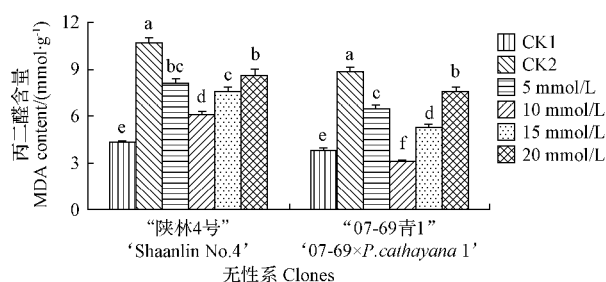 丙二醛含量
MDA content/(mmol·g⁻¹)
12
9
6
3
0
e
a
bc
d
c
b
e
a
c
f
d
b
CK1
CK2
5 mmol/L
10 mmol/L
15 mmol/L
20 mmol/L
“陕林4号”
‘Shaanlin No.4’
“07-69青1”
‘07-69×P.cathayana 1’
无性系 Clones